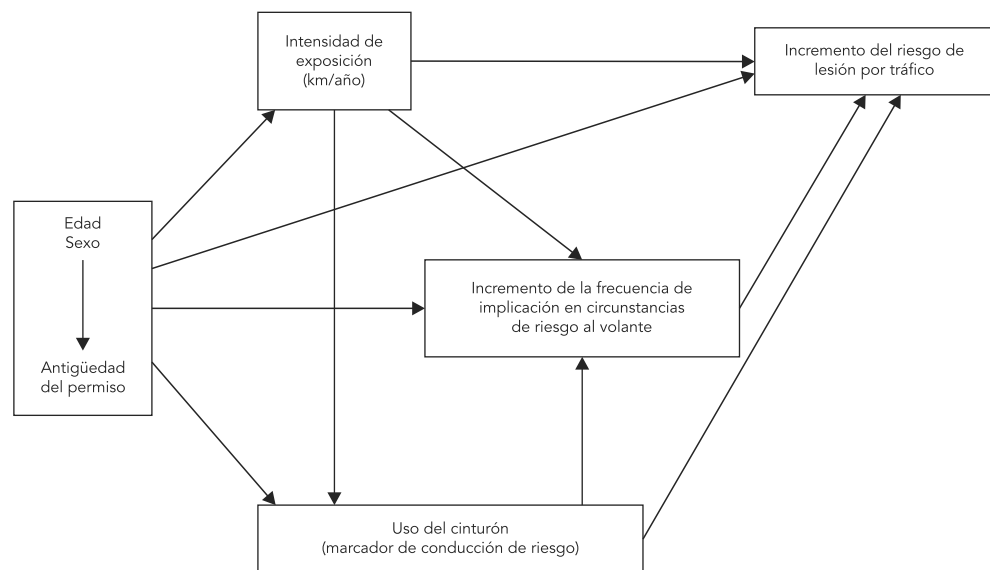 Intensidad de
exposición
(km/año)
Incremento del riesgo de
lesión por tráfico
Edad
Sexo
Antigüedad
del permiso
Incremento de la frecuencia de
implicación en circunstancias
de riesgo al volante
Uso del cinturón
(marcador de conducción de riesgo)